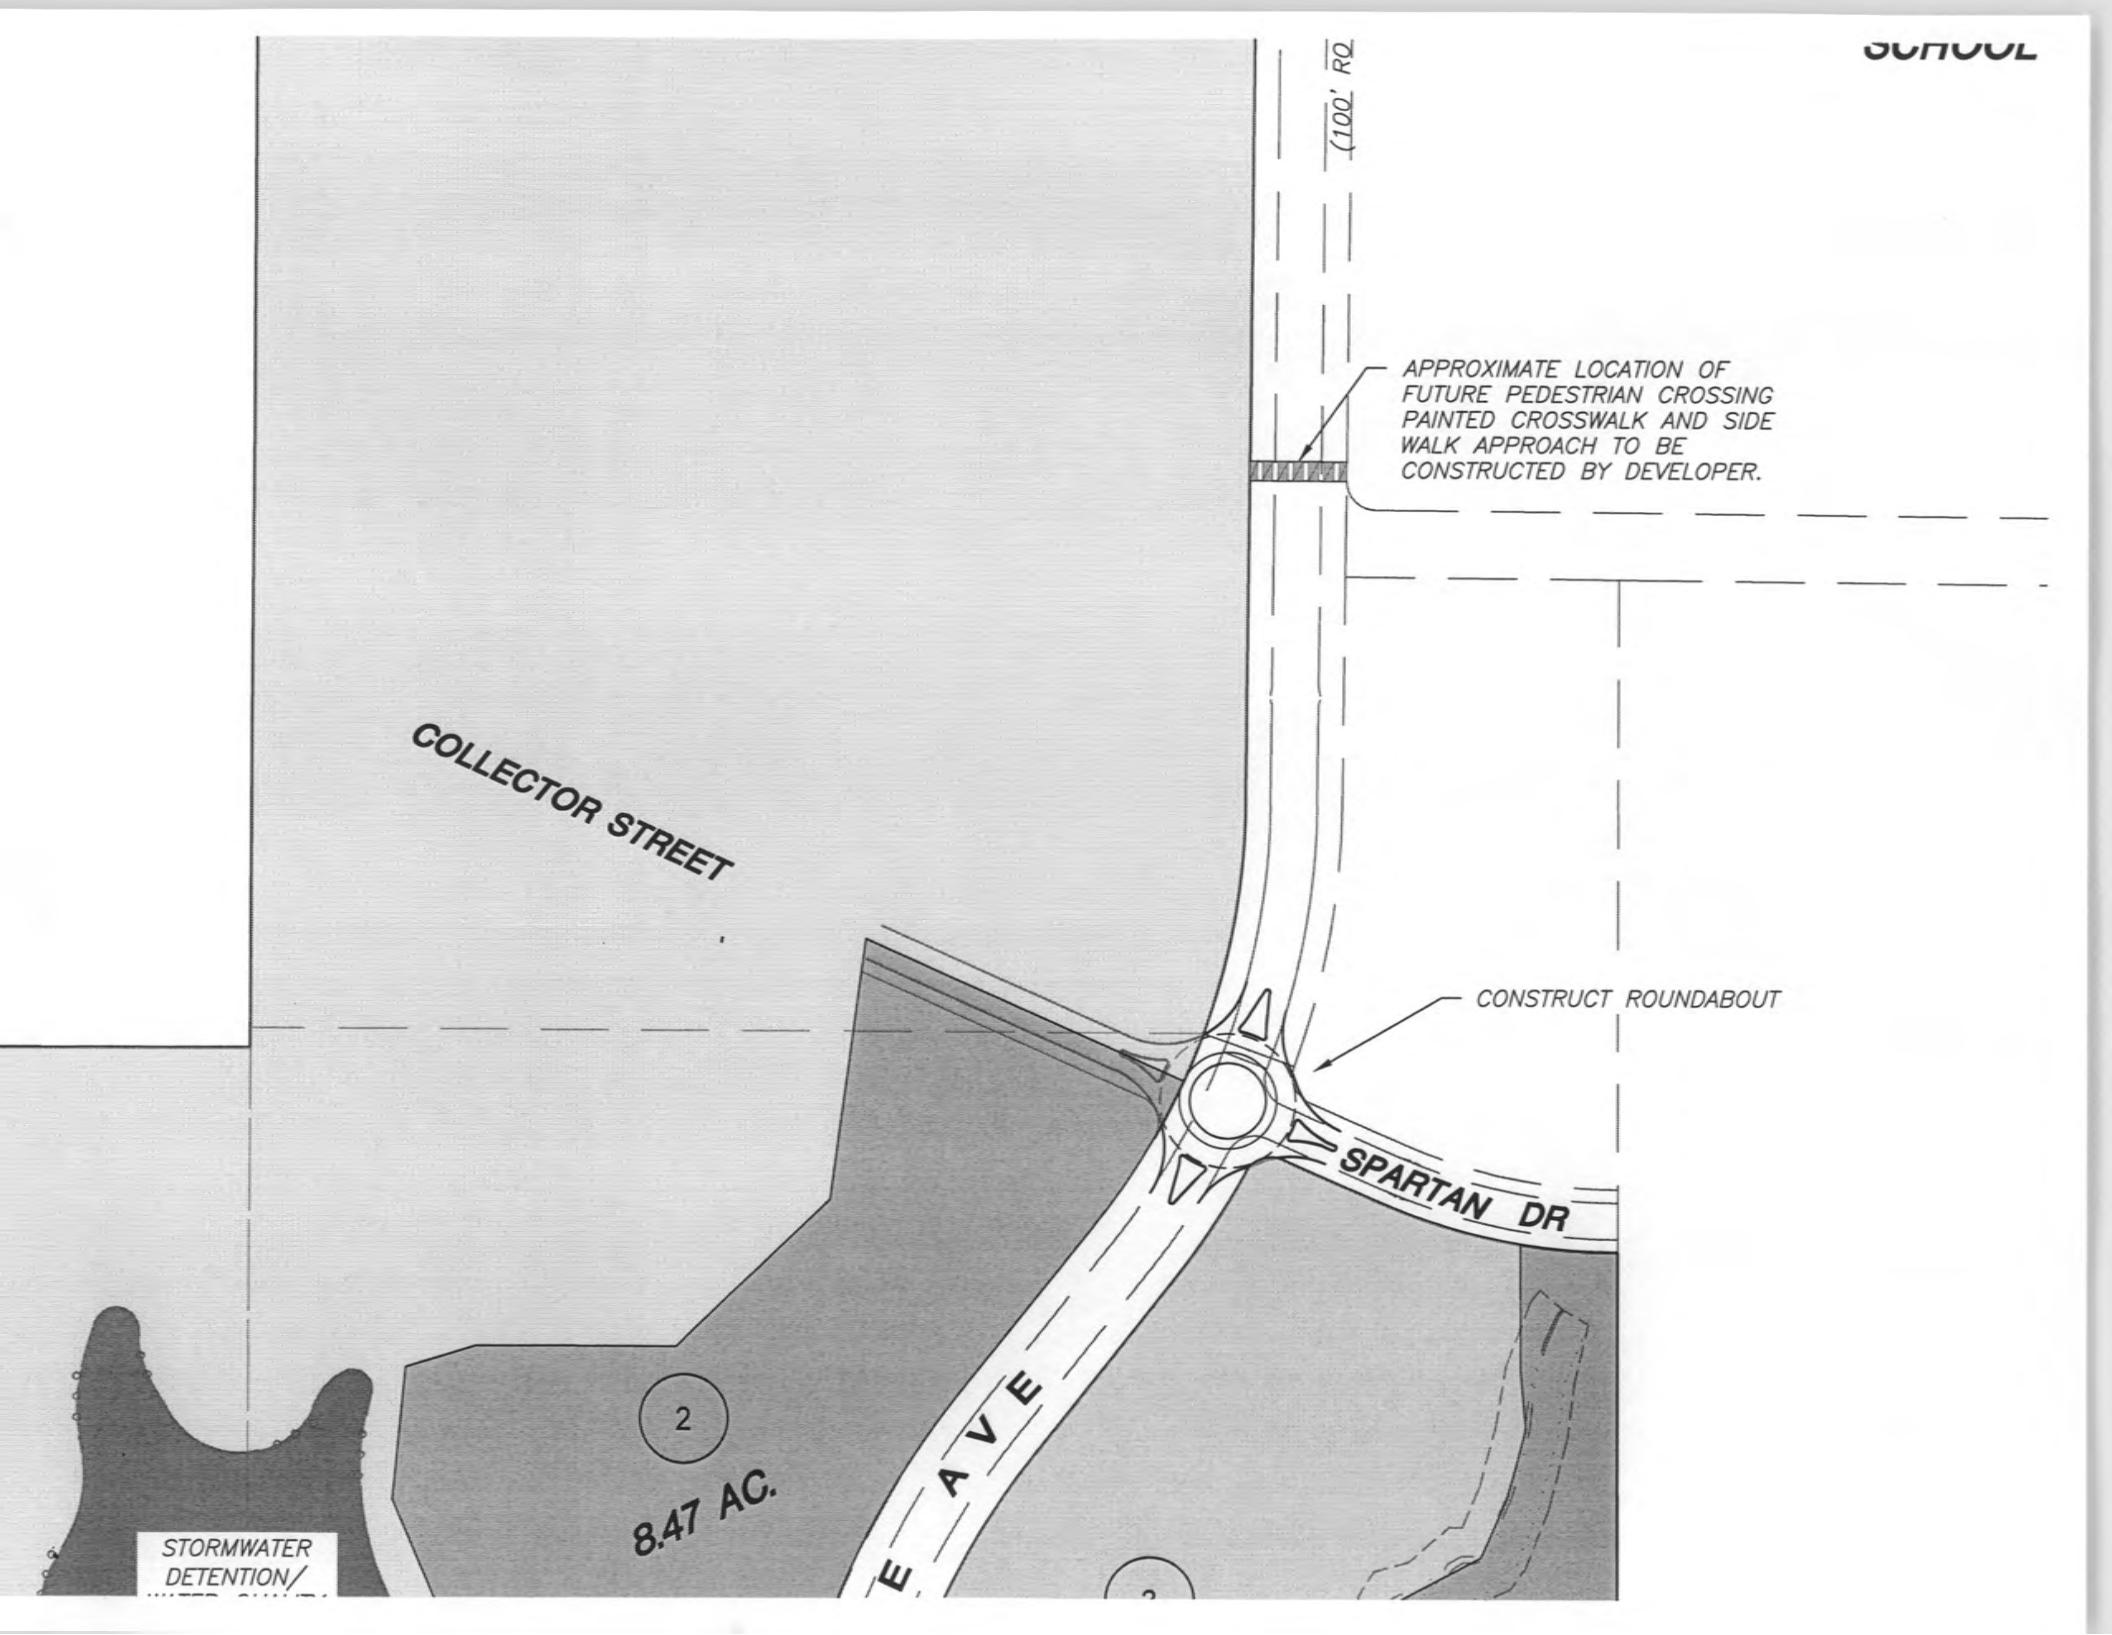 SCHOOL
(100' RO
APPROXIMATE LOCATION OF
FUTURE PEDESTRIAN CROSSING
PAINTED CROSSWALK AND SIDE
WALK APPROACH TO BE
CONSTRUCTED BY DEVELOPER.
COLLECTOR STREET
CONSTRUCT ROUNDABOUT
SPARTAN DR
E AVE
2
8.47 AC.
STORMWATER
DETENTION/